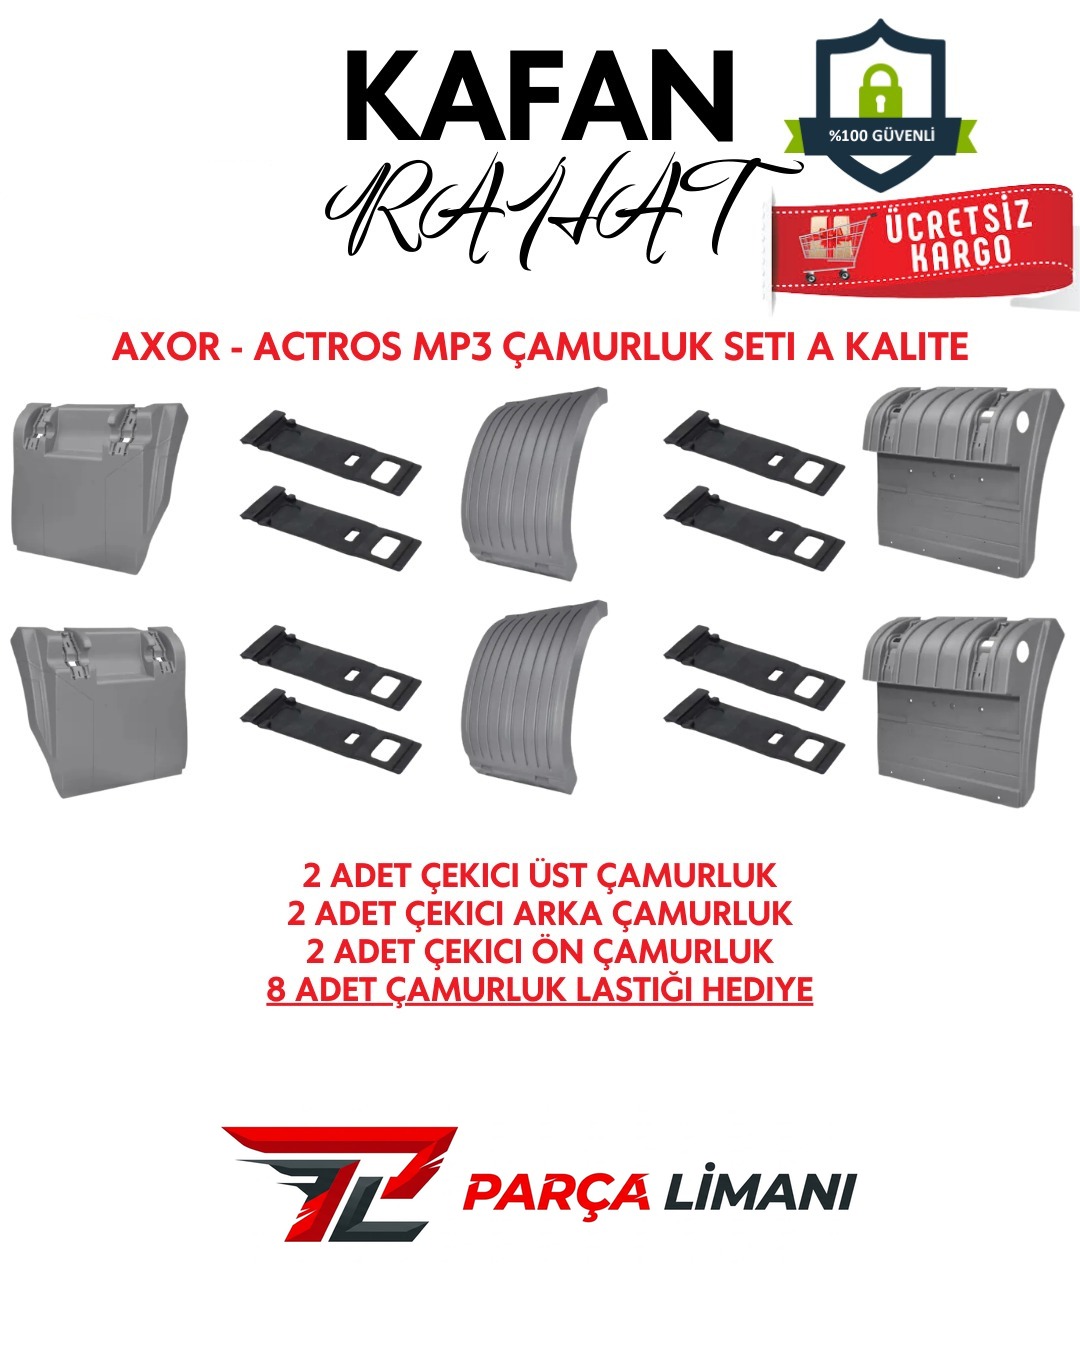 KAFAN
RAHAT
%100 GÜVENLİ
ÜCRETSİZ
KARGO
AXOR - ACTROS MP3 ÇAMURLUK SETI A KALITE
2 ADET ÇEKICI ÜST ÇAMURLUK
2 ADET ÇEKICI ARKA ÇAMURLUK
2 ADET ÇEKICI ÖN ÇAMURLUK
8 ADET ÇAMURLUK LASTIĞI HEDIYE
PARÇA LİMANI